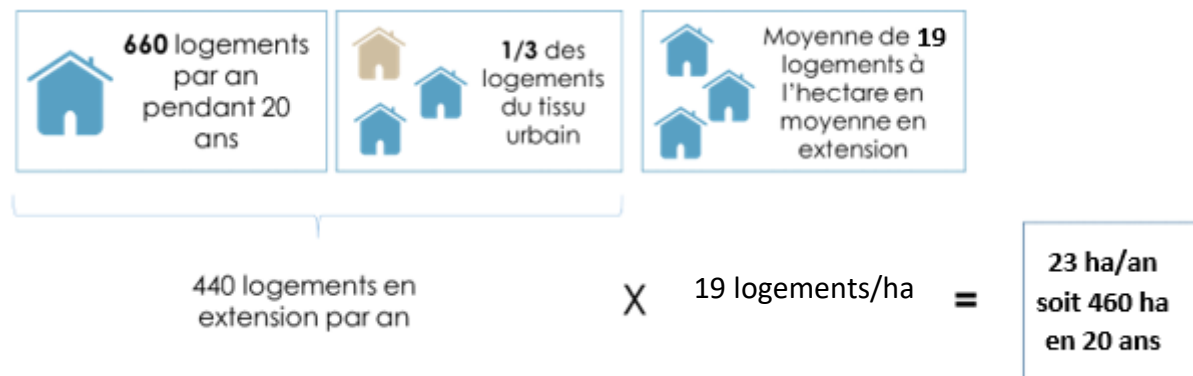 660 logements
par an
pendant 20
ans
1/3 des
logements
du tissu
urbain
Moyenne de 19
logements à
l'hectare en
moyenne en
extension
440 logements en
extension par an
X
19 logements/ha
=
23 ha/an
soit 460 ha
en 20 ans